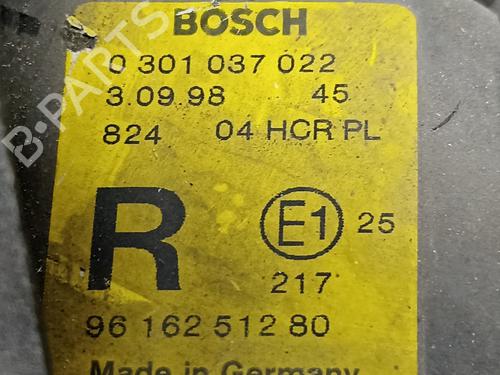 BOSCH
0 301 037 022
3.09.98 45
824 04 HCR PL
R E1 25
217
96 162 512 80
Made in Germany
B-PARTS